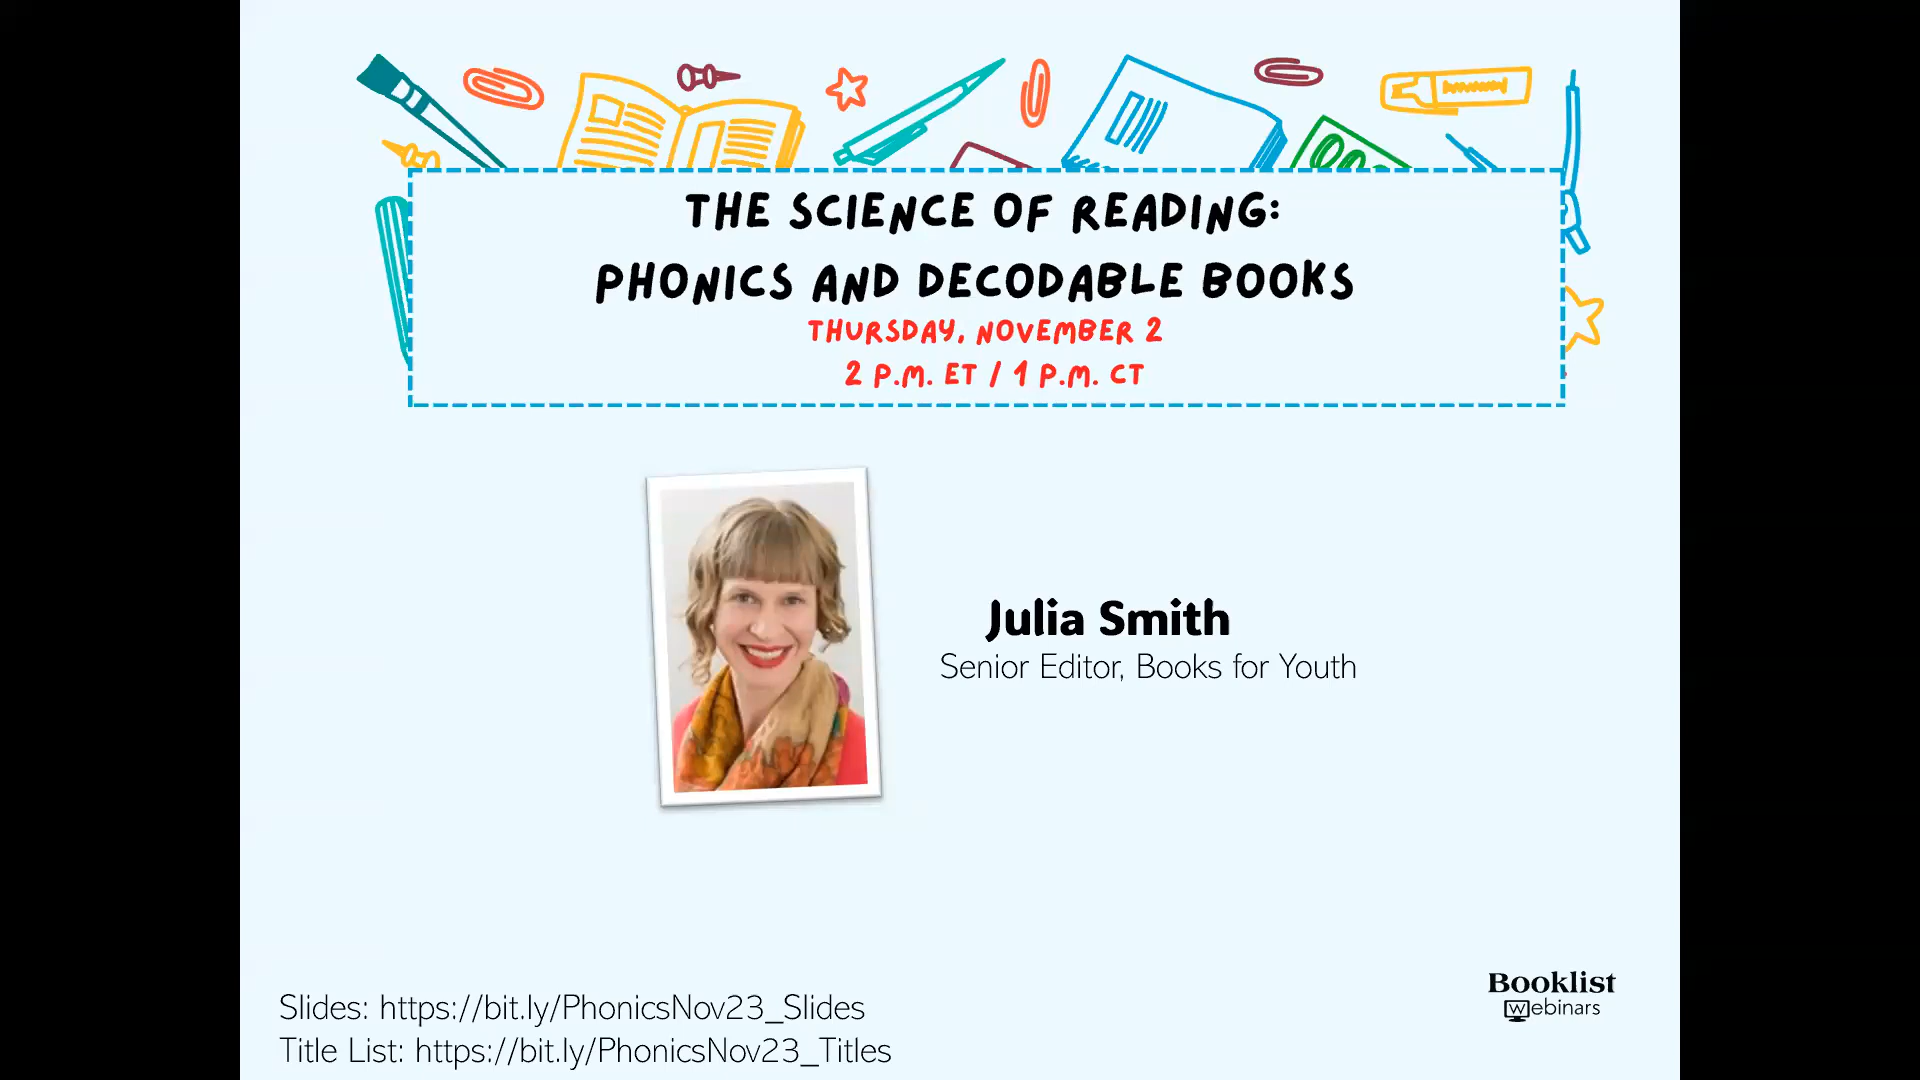 THE SCIENCE OF READING:
PHONICS AND DECODABLE BOOKS
THURSDAY, NOVEMBER 2
2 P.M. ET / 1 P.M. CT
Julia Smith
Senior Editor, Books for Youth
Slides: https://bit.ly/PhonicsNov23_Slides
Title List: https://bit.ly/PhonicsNov23_Titles
Booklist
Webinars